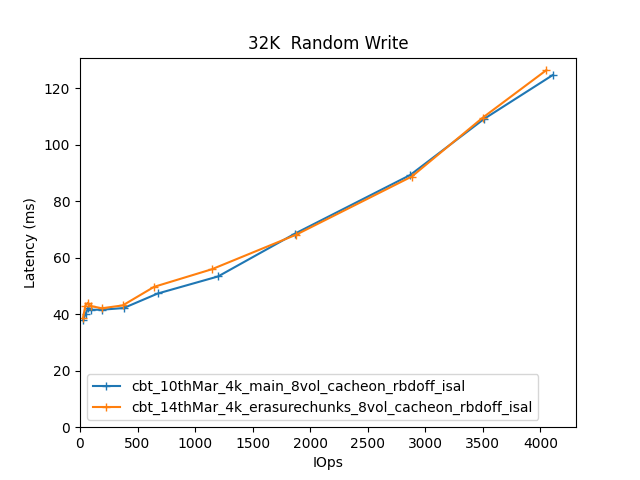 32K  Random Write
Latency (ms)
120
100
80
60
40
20
0
0 500 1000 1500 2000 2500 3000 3500 4000
IOps
cbt_10thMar_4k_main_8vol_cacheon_rbdoff_isal
cbt_14thMar_4k_erasurechunks_8vol_cacheon_rbdoff_isal